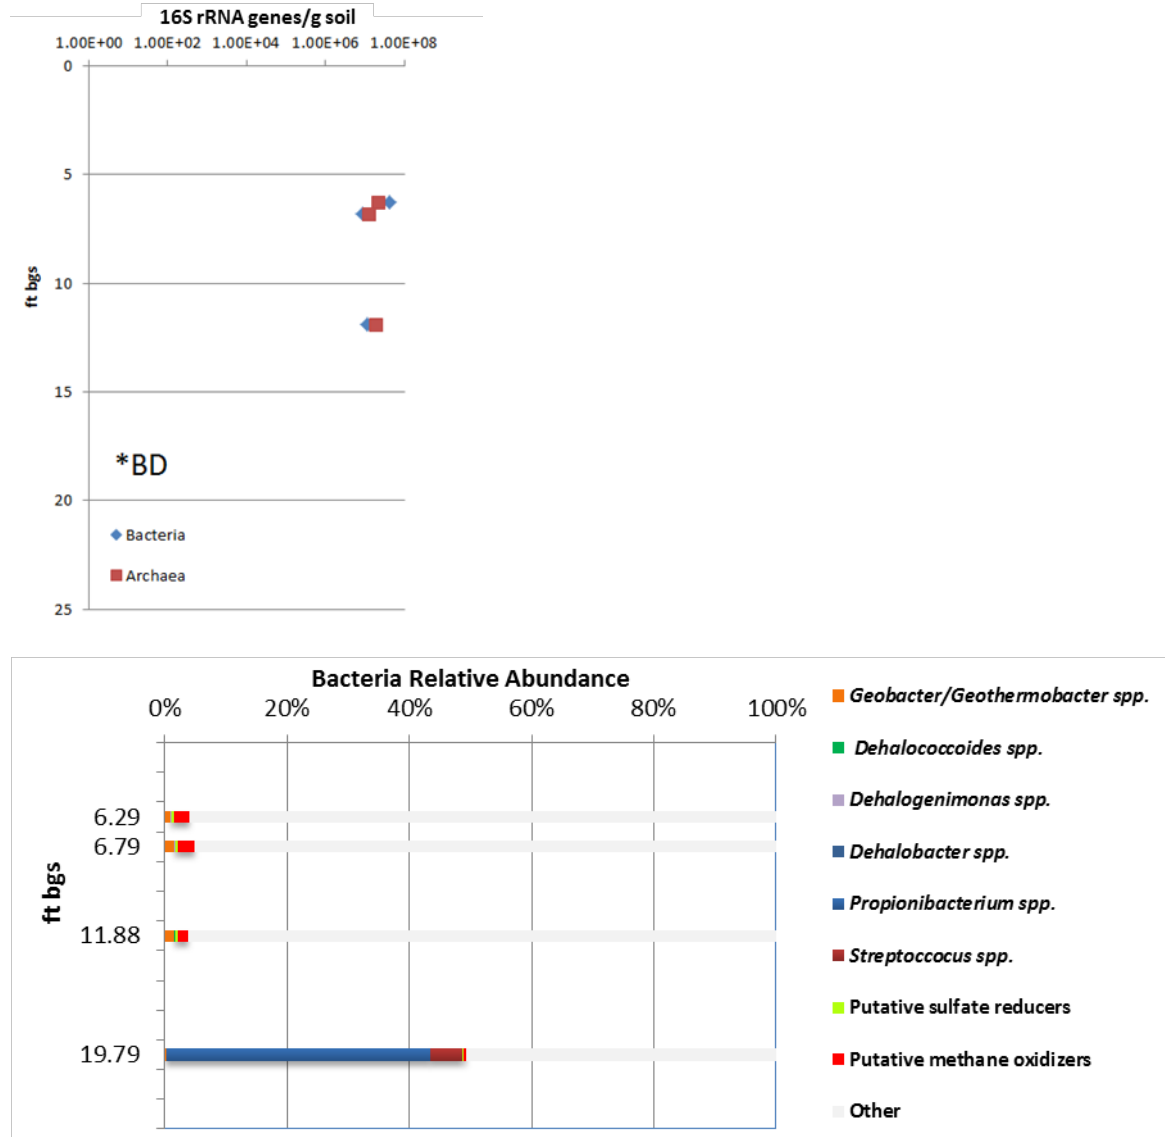 16S rRNA genes/g soil
1.00E+00 1.00E+02 1.00E+04 1.00E+06 1.00E+08
0
5
10
15
20
25
ft bgs
*BD
Bacteria
Archaea
Bacteria Relative Abundance
0% 20% 40% 60% 80% 100%
6.29
6.79
11.88
19.79
ft bgs
Geobacter/Geothermobacter spp.
Dehalococcoides spp.
Dehalogenimonas spp.
Dehalobacter spp.
Propionibacterium spp.
Streptoccocus spp.
Putative sulfate reducers
Putative methane oxidizers
Other